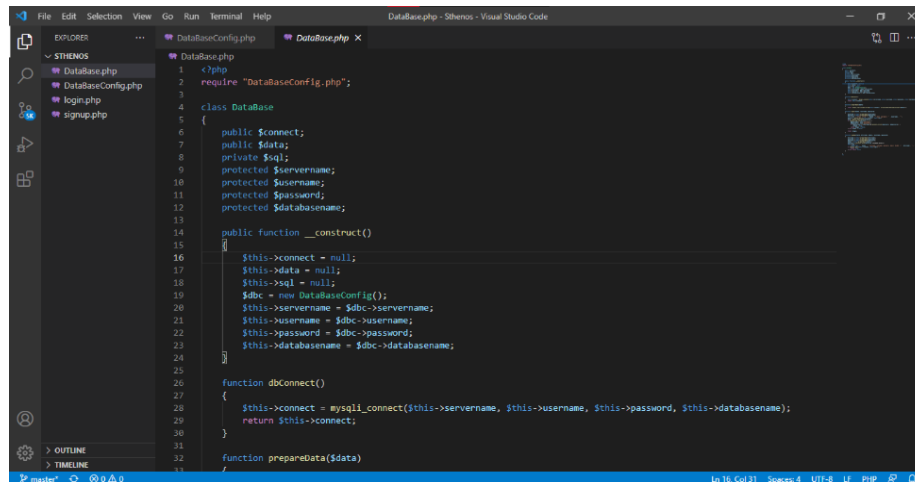 File Edit Selection View Go Run Terminal Help
DataBase.php - Sthenos - Visual Studio Code
EXPLORER
DataBaseConfig.php
DataBase.php
STHENOS
DataBase.php
DataBaseConfig.php
login.php
signup.php
OUTLINE
TIMELINE
5K
DataBase.php
1 <?php
2 require "DataBaseConfig.php";
3
4 class DataBase
5 {
6 public $connect;
7 public $data;
8 private $sql;
9 protected $servername;
10 protected $username;
11 protected $password;
12 protected $databasename;
13
14 public function __construct()
15 {
16 $this->connect = null;
17 $this->data = null;
18 $this->sql = null;
19 $dbc = new DataBaseConfig();
20 $this->servername = $dbc->servername;
21 $this->username = $dbc->username;
22 $this->password = $dbc->password;
23 $this->databasename = $dbc->databasename;
24 }
25
26 function dbConnect()
27 {
28 $this->connect = mysqli_connect($this->servername, $this->username, $this->password, $this->databasename);
29 return $this->connect;
30 }
31
32 function prepareData($data)
33 {
master* 0 0
Ln 16, Col 31 Spaces: 4 UTF-8 LF PHP